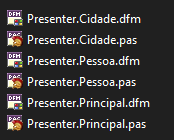 Presenter.Cidade.dfm
Presenter.Cidade.pas
Presenter.Pessoa.dfm
Presenter.Pessoa.pas
Presenter.Principal.dfm
Presenter.Principal.pas